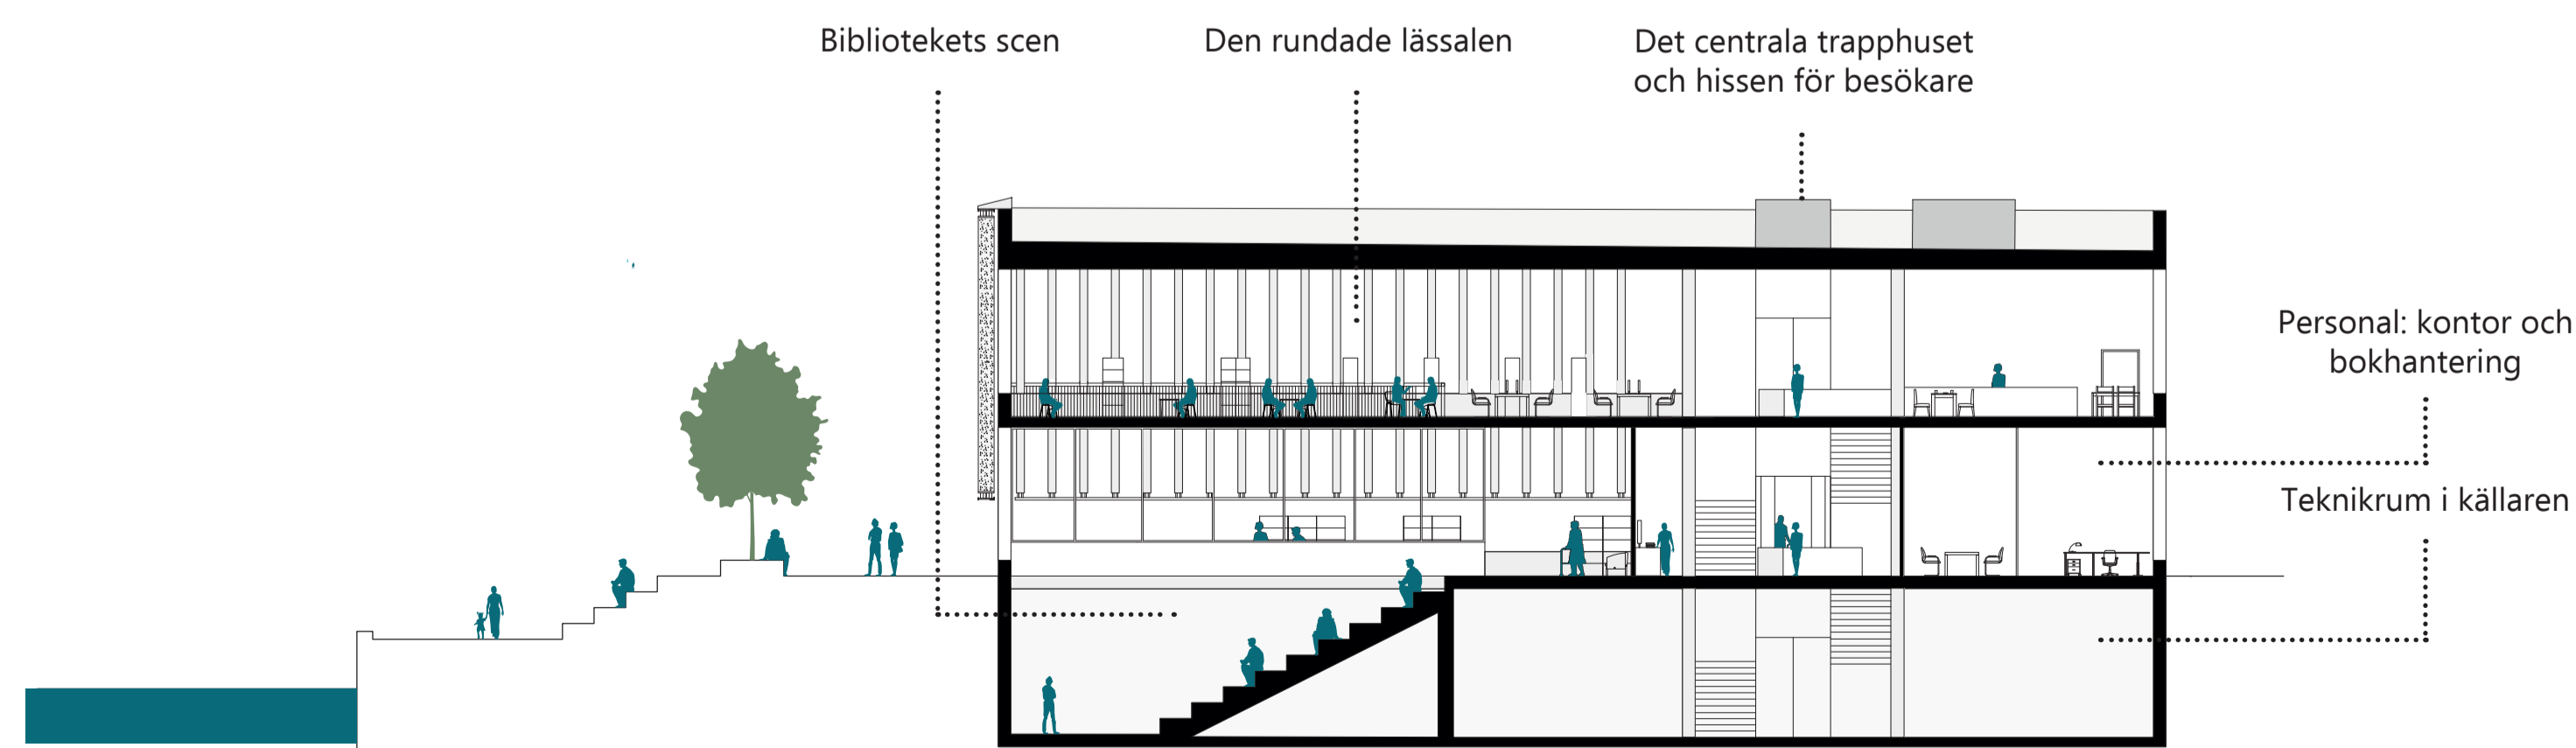 Bibliotekets scen
Den rundade lässalen
Det centrala trapphuset
och hissen för besökare
Personal: kontor och
bokhantering
Teknikrum i källaren